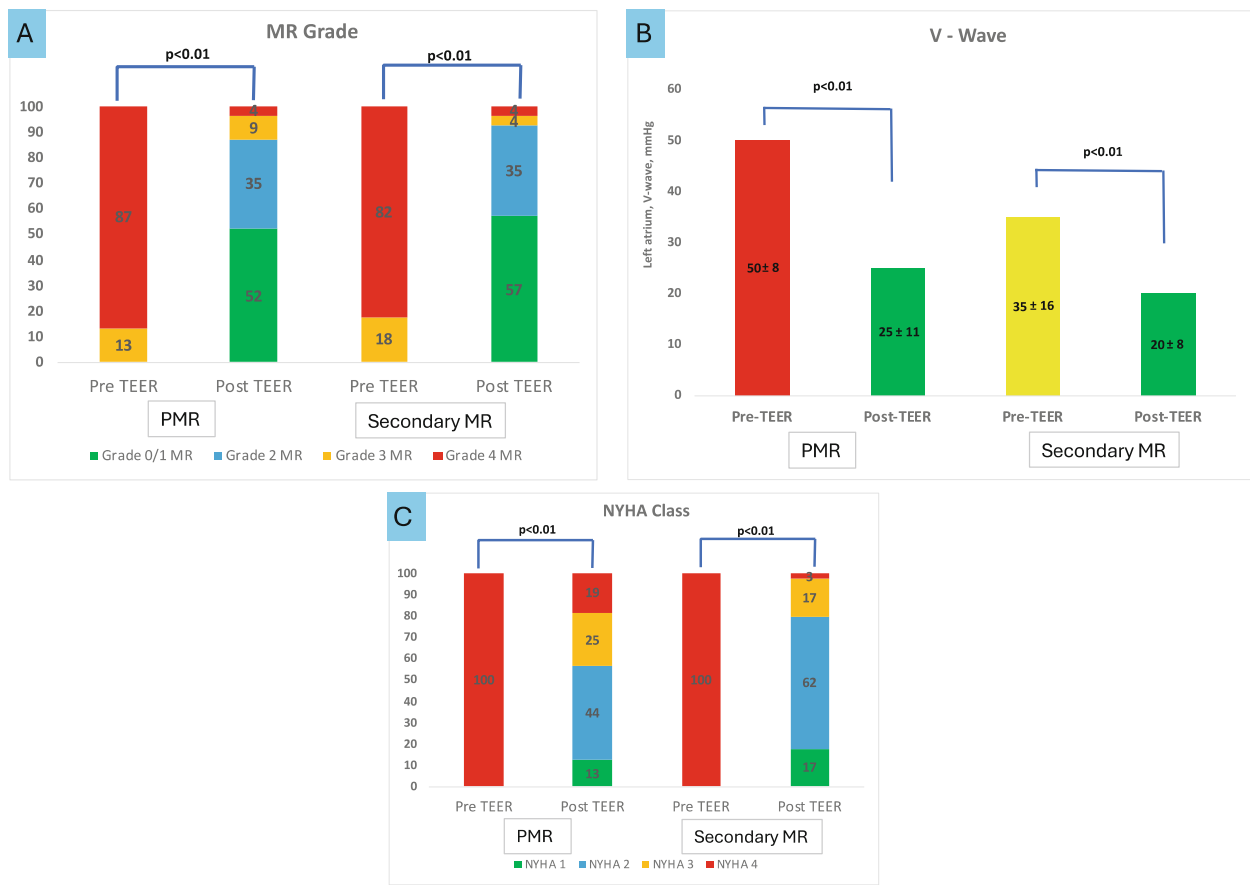 A
MR Grade
p<0.01
p<0.01
100
90
80
70
60
50
40
30
20
10
0
87
13
4
9
35
52
82
18
4
4
35
57
Pre TEER
Post TEER
Pre TEER
Post TEER
PMR
Secondary MR
Grade 0/1 MR
Grade 2 MR
Grade 3 MR
Grade 4 MR
B
V - Wave
Left atrium, V-wave, mmHg
60
50
40
30
20
10
0
p<0.01
p<0.01
50± 8
25± 11
35 ± 16
20± 8
Pre-TEER
Post-TEER
Pre-TEER
Post-TEER
PMR
Secondary MR
C
NYHA Class
p<0.01
p<0.01
100
90
80
70
60
50
40
30
20
10
0
100
19
25
44
13
100
3
17
62
17
Pre TEER
Post TEER
Pre TEER
Post TEER
PMR
Secondary MR
NYHA 1
NYHA 2
NYHA 3
NYHA 4